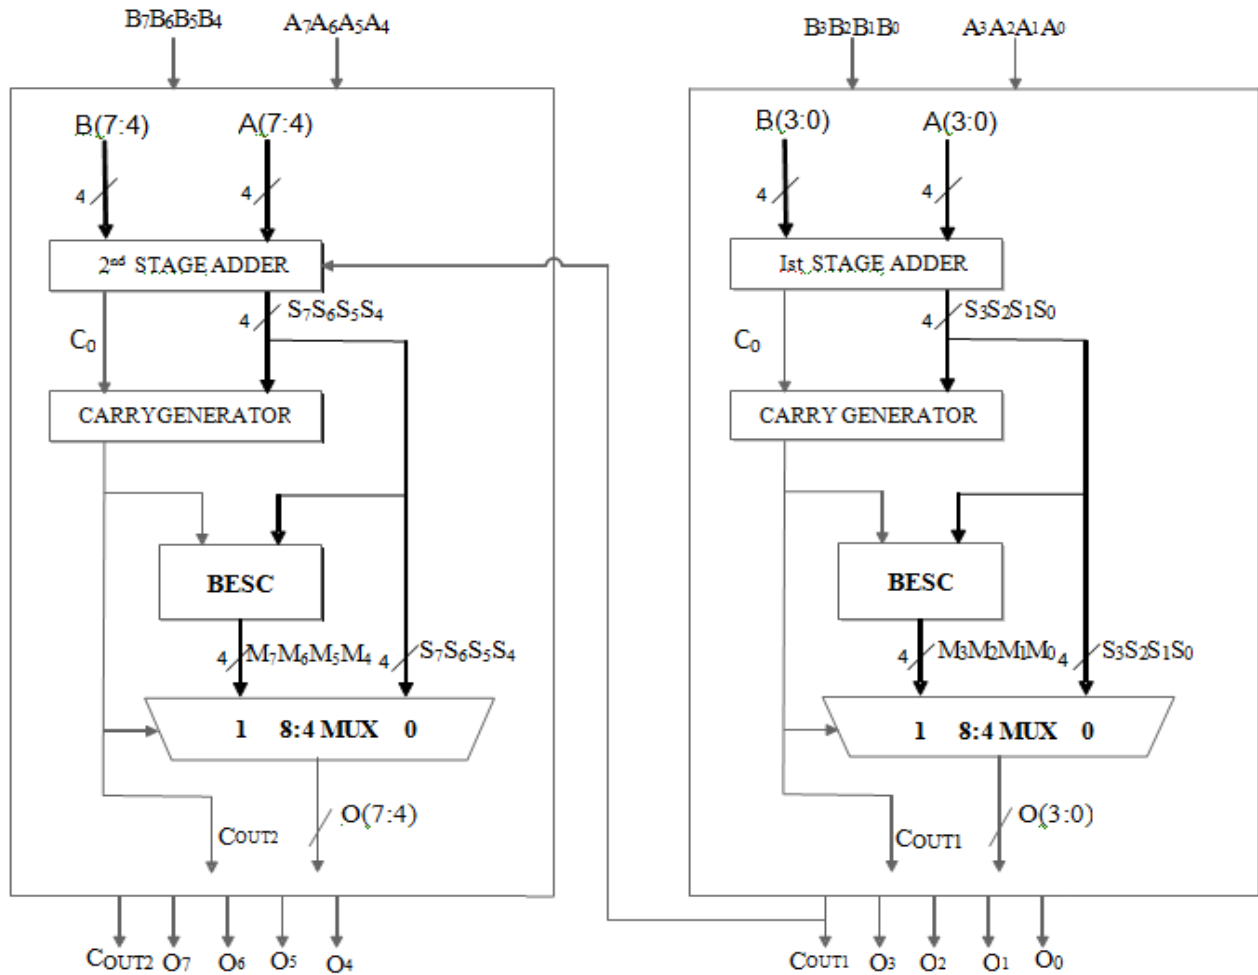 B7B6B5B4
A7A6A5A4
B3B2B1B0
A3A2A1A0
B(7:4)
A(7:4)
B(3:0)
A(3:0)
4
4
4
4
2nd STAGE ADDER
Ist STAGE ADDER
4
S7S6S5S4
4
S3S2S1S0
C0
C0
CARRYGENERATOR
CARRY GENERATOR
BESC
BESC
4
M7M6M5M4
4
S7S6S5S4
4
M3M2M1M0
4
S3S2S1S0
1 8:4 MUX 0
1 8:4 MUX 0
O(7:4)
O(3:0)
COUT2
COUT1
COUT2 O7 O6 O5 O4
COUT1 O3 O2 O1 O0